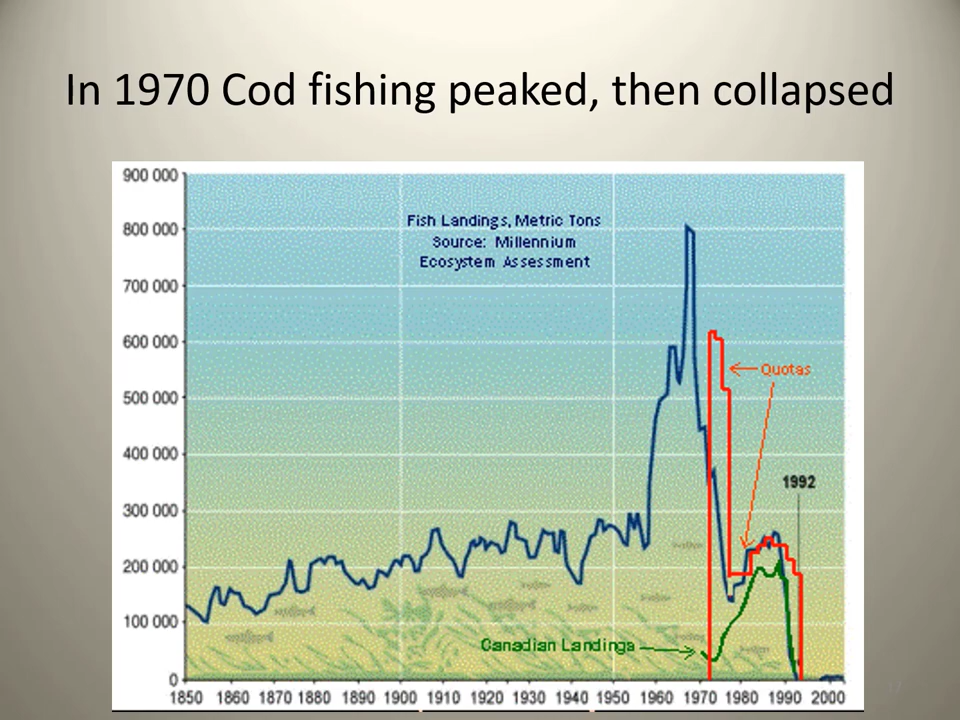 In 1970 Cod fishing peaked, then collapsed
900 000
Fish Landings, Metric Tons
Source: Millennium
Ecosystem Assessment
800 000
700 000
600 000
Quotas
500 000
400 000
1992
300 000
200 000
100 000
Canadian Landings
0
1850 1860 1870 1880 1890 1900 1910 1920 1930 1940 1950 1960 1970 1980 1990 2000